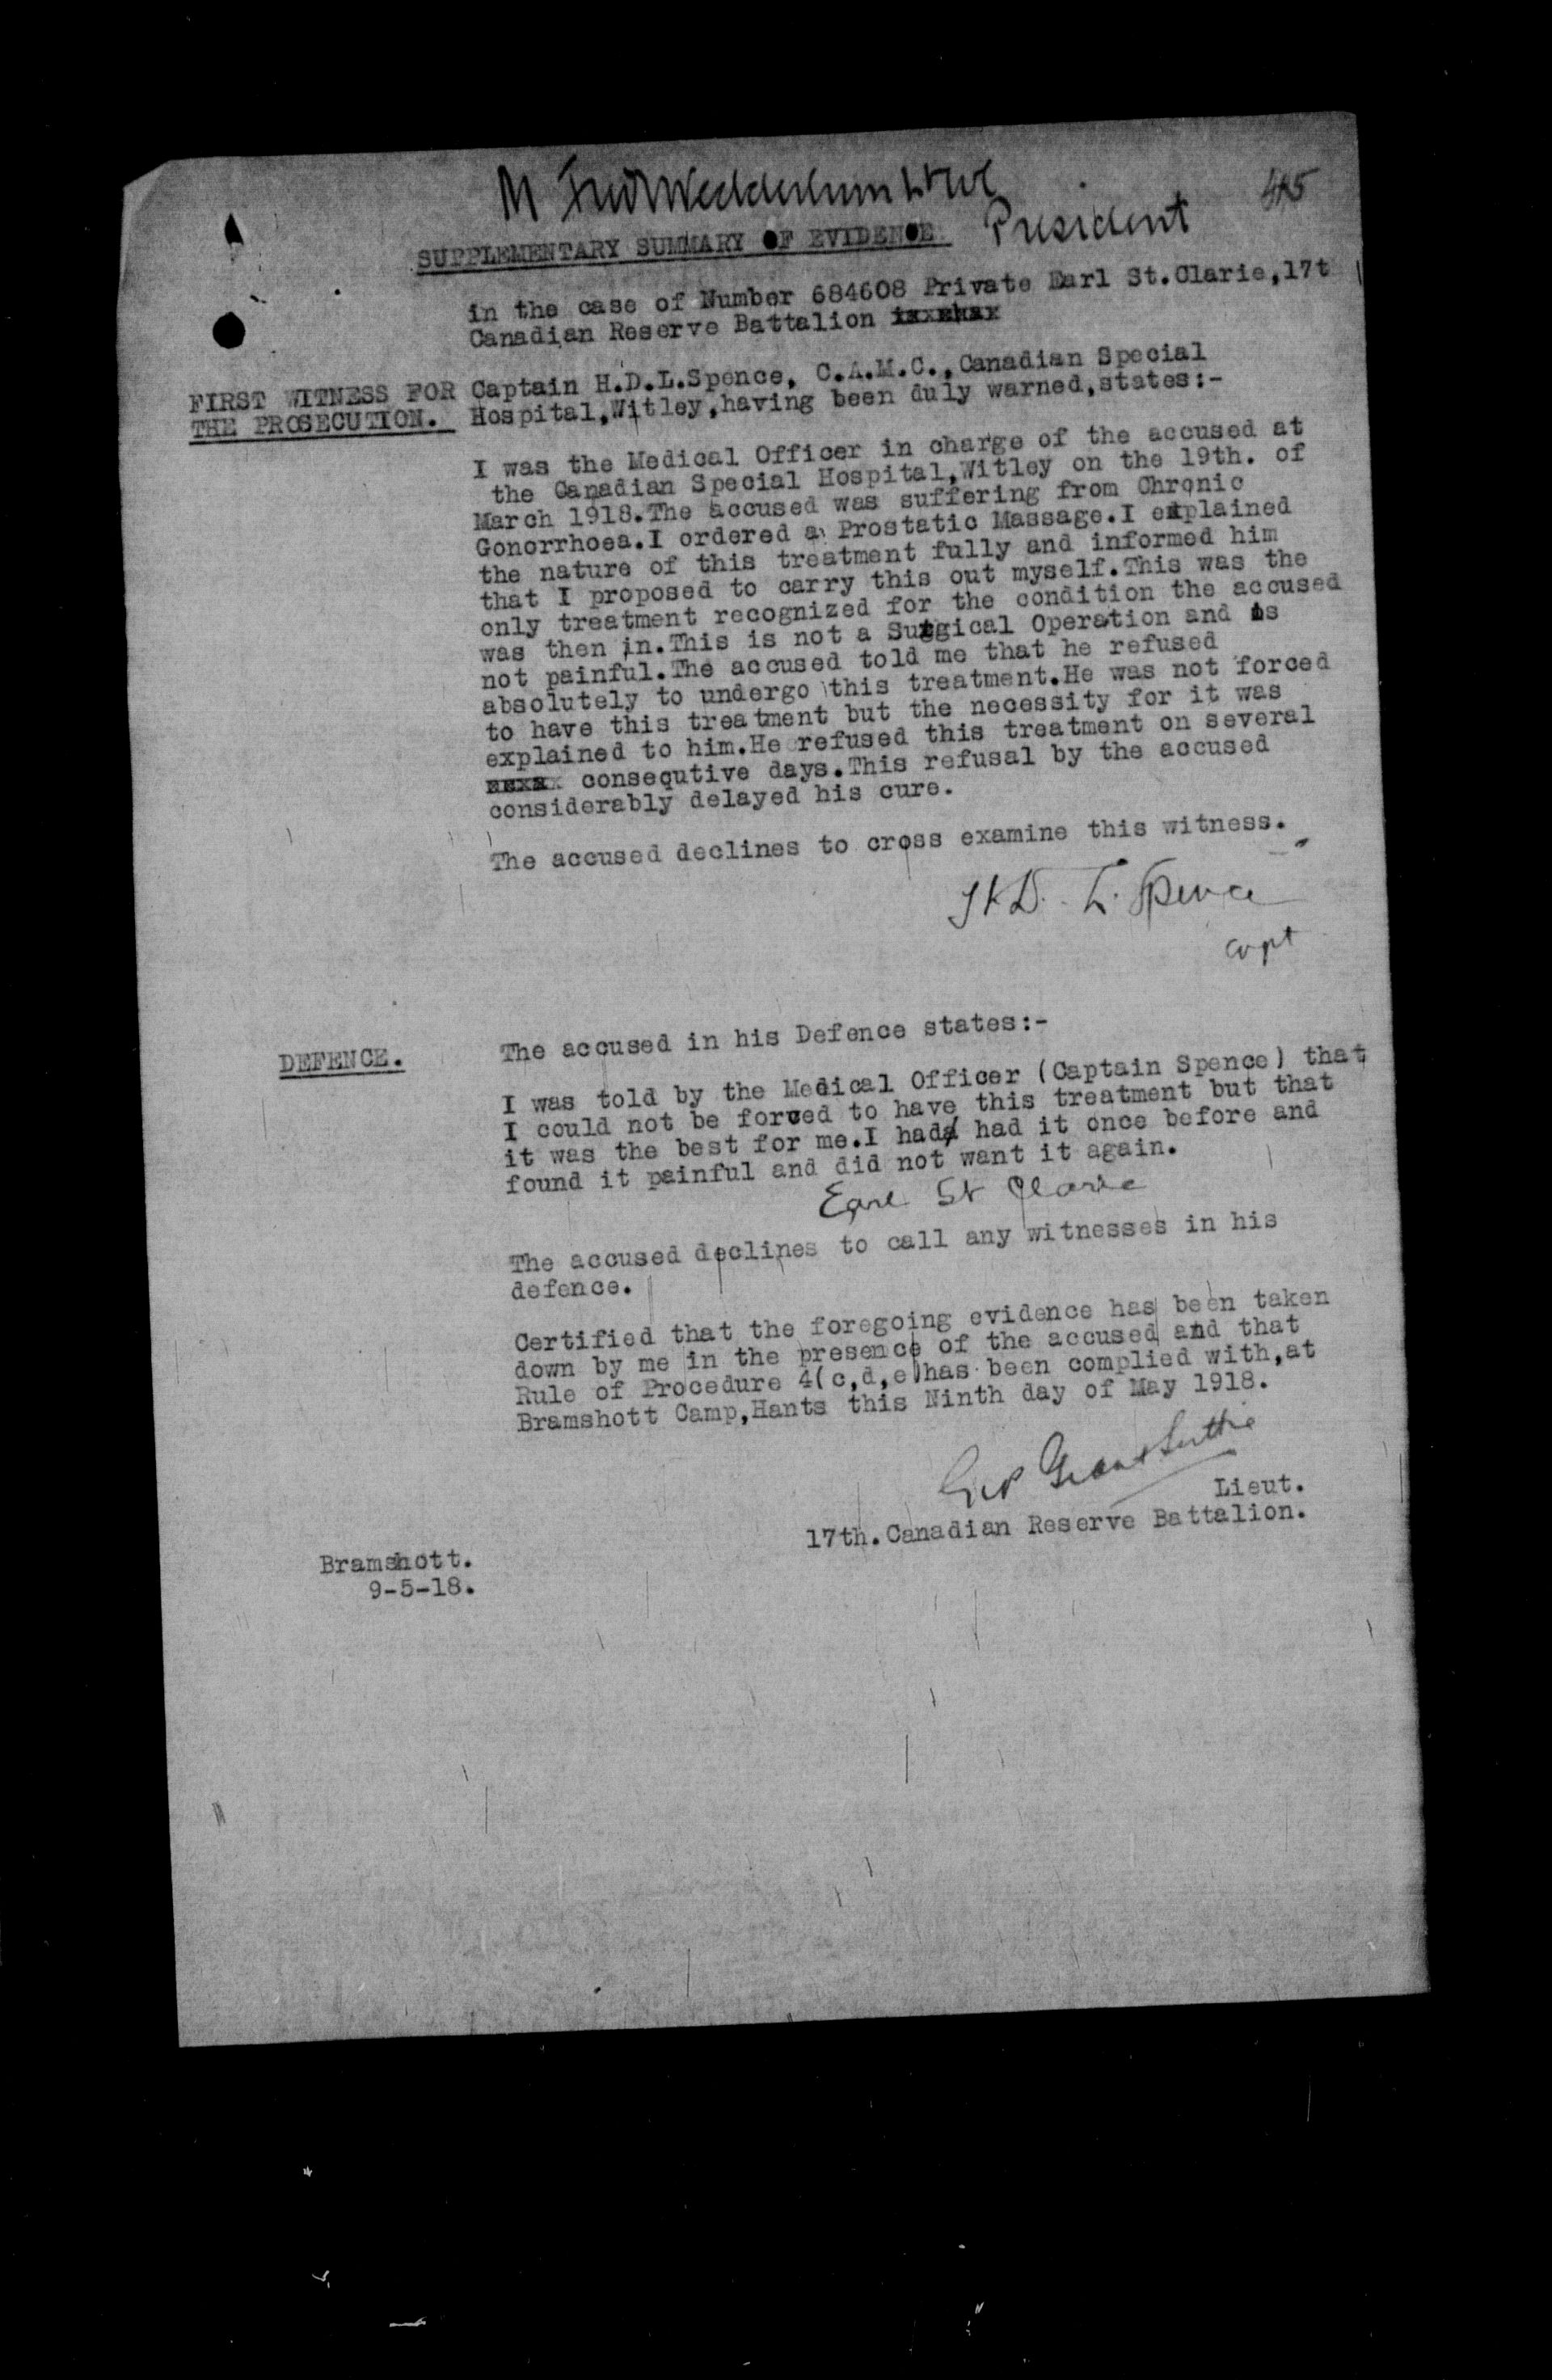 M
President
SUPPLEMENTARY SUMMARY OF EVIDENCE
in the case of Number 684608 Private Earl St.Clarie,17t
Canadian Reserve Battalion
FIRST WITNESS FOR
THE PROSECUTION.
Captain H.D.L.Spence, C.A.M.C.,Canadian Special
Hospital,Witley,having been duly warned,states:-
I was the Medical Officer in charge of the accused at
the Canadian Special Hospital,Witley on the 19th. of
March 1918.The accused was suffering from Chronic
Gonorrhoea.I ordered a Prostatic Massage.I explained
the nature of this treatment fully and informed him
that I proposed to carry this out myself.This was the
only treatment recognized for the condition the accused
was then in.This is not a Surgical Operation and is
not painful.The accused told me that he refused
absolutely to undergo this treatment.He was not forced
to have this treatment but the necessity for it was
explained to him.He refused this treatment on several
consequtive days.This refusal by the accused
considerably delayed his cure.
The accused declines to cross examine this witness.
H.D. L. Spence
Capt
DEFENCE.
The accused in his Defence states:-
I was told by the Medical Officer (Captain Spence) that
I could not be forced to have this treatment but that
it was the best for me.I had had it once before and
found it painful and did not want it again.
Earl St Clarie
The accused declines to call any witnesses in his
defence.
Certified that the foregoing evidence has been taken
down by me in the presence of the accused and that
Rule of Procedure 4(c,d,e)has been complied with,at
Bramshott Camp,Hants this Ninth day of May 1918.
Lieut.
17th.Canadian Reserve Battalion.
Bramshott.
9-5-18.